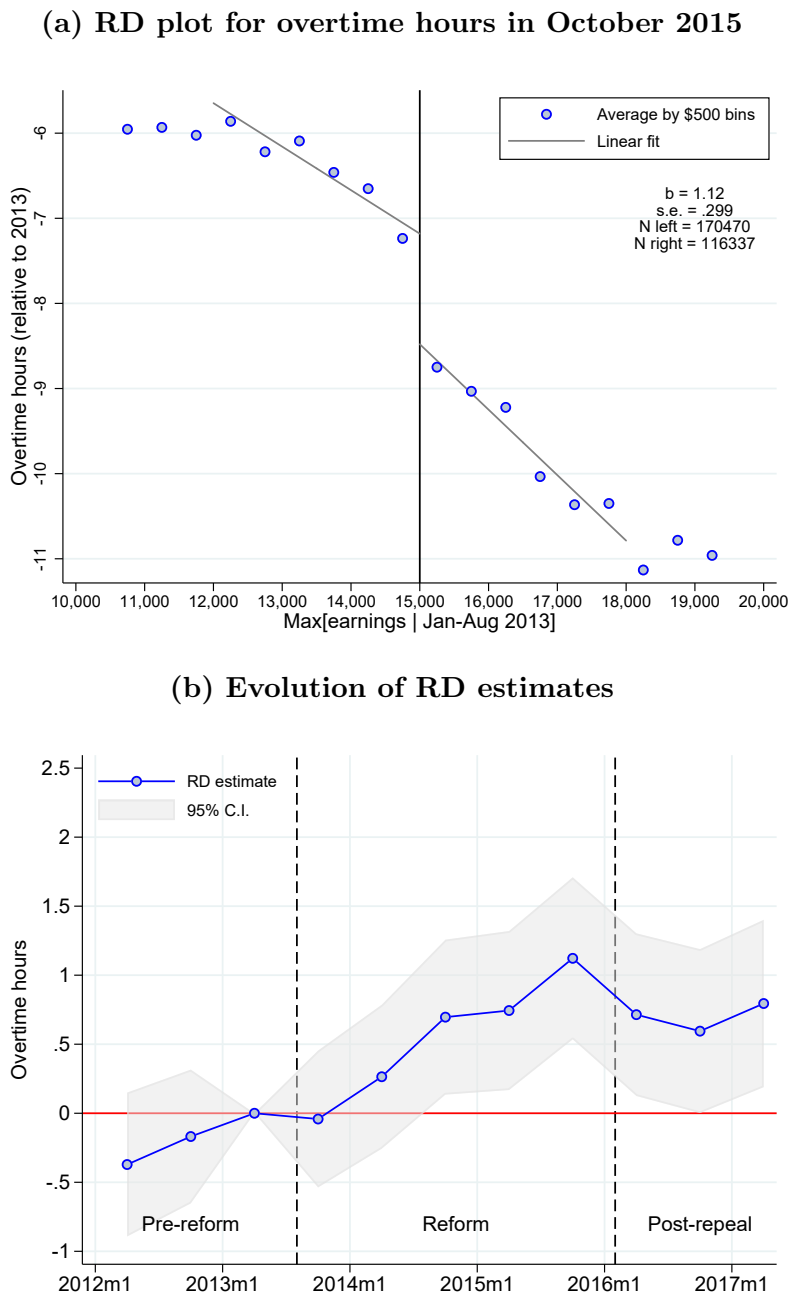 (a) RD plot for overtime hours in October 2015
Average by $500 bins
Linear fit
b = 1.12
s.e. = .299
N left = 170470
N right = 116337
Overtime hours (relative to 2013)
-6
-7
-8
-9
-10
-11
10,000 11,000 12,000 13,000 14,000 15,000 16,000 17,000 18,000 19,000 20,000
Max[earnings | Jan-Aug 2013]
(b) Evolution of RD estimates
RD estimate
95% C.I.
Overtime hours
2.5
2
1.5
1
.5
0
-.5
-1
Pre-reform Reform Post-repeal
2012m1 2013m1 2014m1 2015m1 2016m1 2017m1